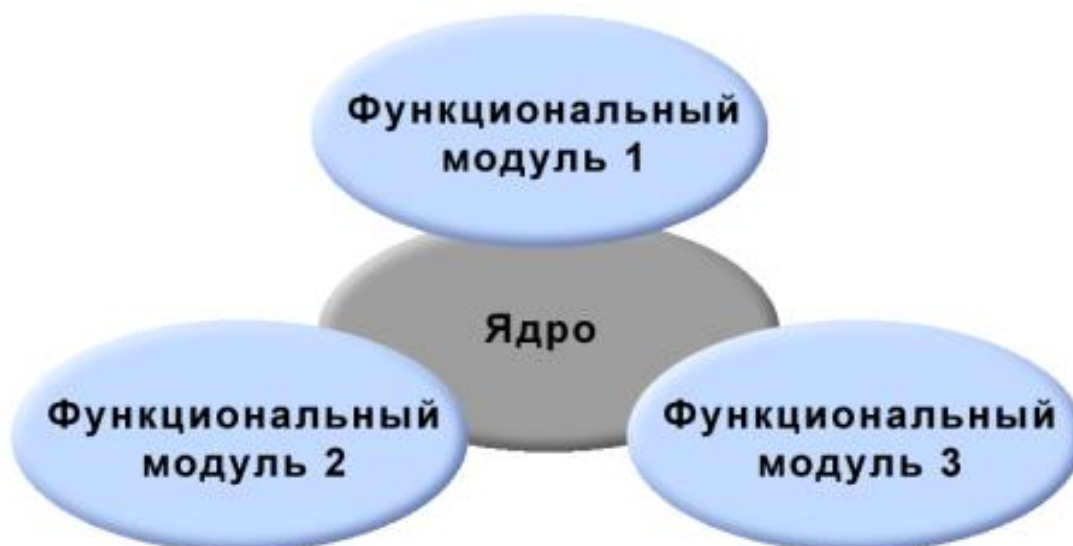 Функциональный
модуль 1
Ядро
Функциональный
модуль 2
Функциональный
модуль 3